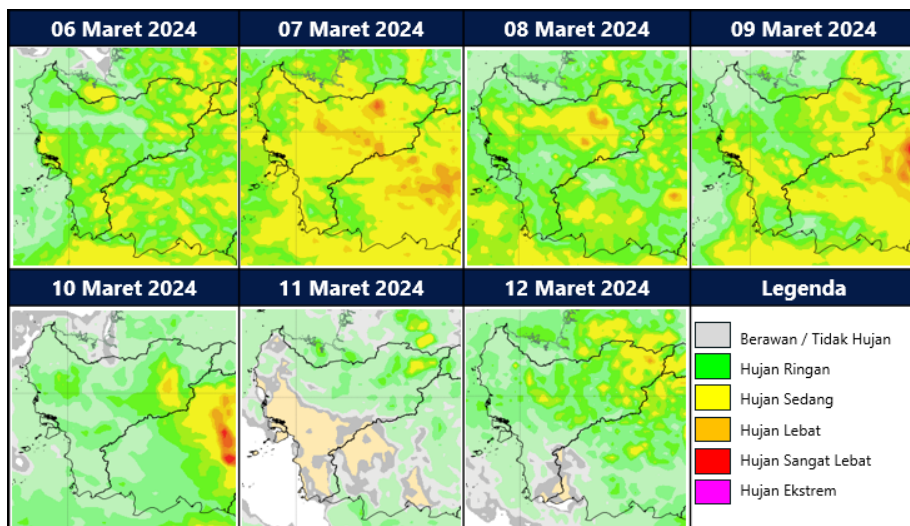 06 Maret 2024
07 Maret 2024
08 Maret 2024
09 Maret 2024
10 Maret 2024
11 Maret 2024
12 Maret 2024
Legenda
Berawan / Tidak Hujan
Hujan Ringan
Hujan Sedang
Hujan Lebat
Hujan Sangat Lebat
Hujan Ekstrem